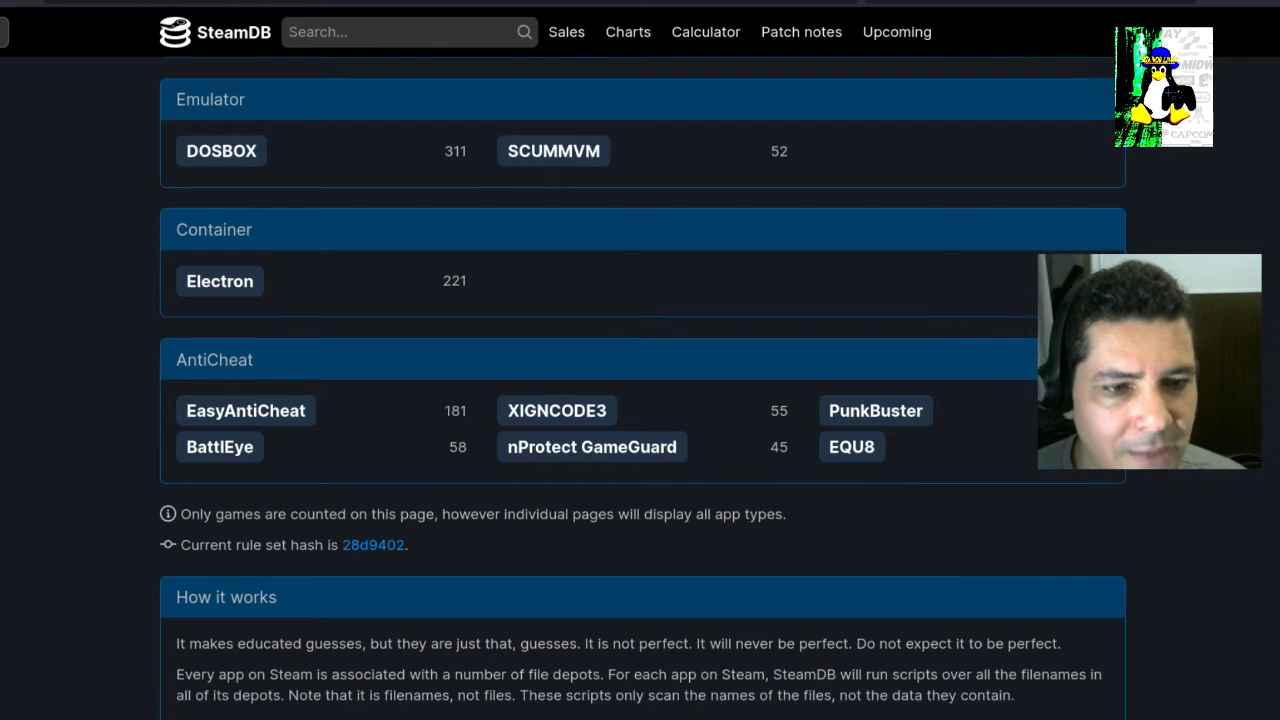 SteamDB Search... Sales Charts Calculator Patch notes Upcoming
MIDW
CAPCOM
Emulator
DOSBOX 311 SCUMMVM 52
Container
Electron 221
AntiCheat
EasyAntiCheat 181 XIGNCODE3 55 PunkBuster
BattlEye 58 nProtect GameGuard 45 EQU8
Only games are counted on this page, however individual pages will display all app types.
Current rule set hash is 28d9402.
How it works
It makes educated guesses, but they are just that, guesses. It is not perfect. It will never be perfect. Do not expect it to be perfect.
Every app on Steam is associated with a number of file depots. For each app on Steam, SteamDB will run scripts over all the filenames in
all of its depots. Note that it is filenames, not files. These scripts only scan the names of the files, not the data they contain.